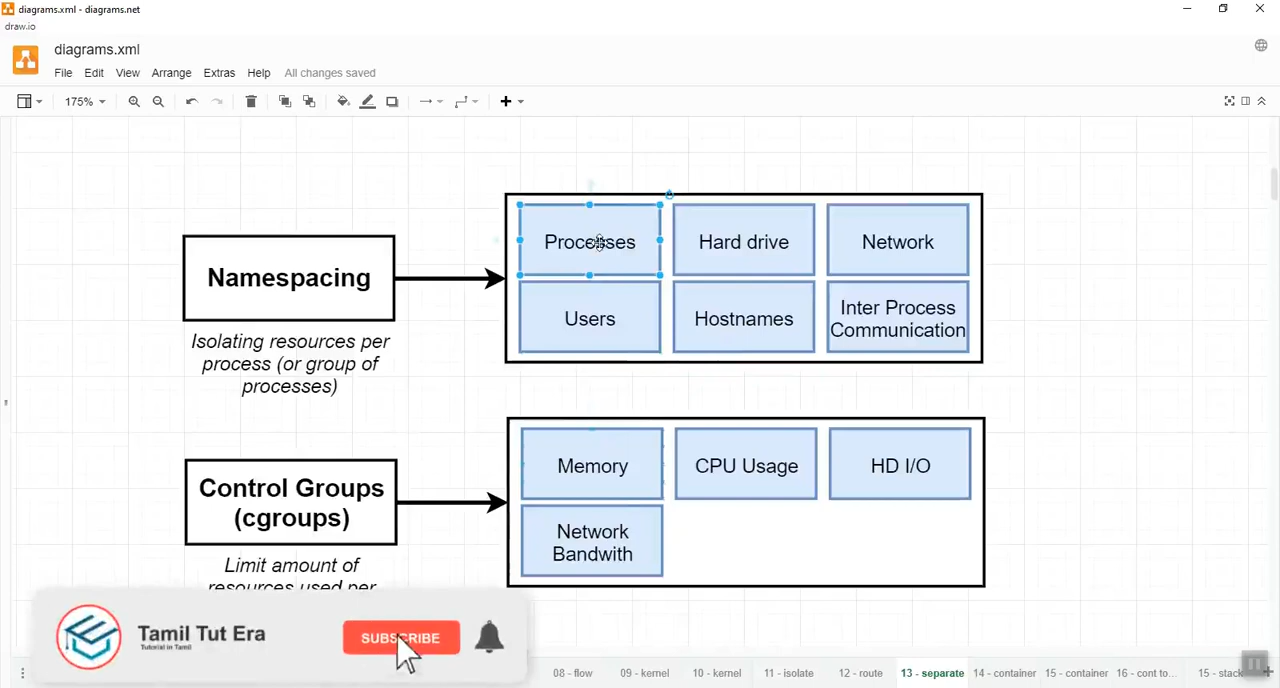 diagrams.xml - diagrams.net
draw.io
diagrams.xml
File Edit View Arrange Extras Help All changes saved
175%
Processes Hard drive Network
Namespacing
Users Hostnames Inter Process
Communication
Isolating resources per
process (or group of
processes)
Memory CPU Usage HD I/O
Control Groups
(cgroups)
Network
Bandwith
Limit amount of
resources used per
Tamil Tut Era
Tutorial in Tamil
SUBSCRIBE
08 - flow 09 - kernel 10 - kernel 11 - isolate 12 - route 13 - separate 14 - container 15 - container 16 - cont to... 15 - stack